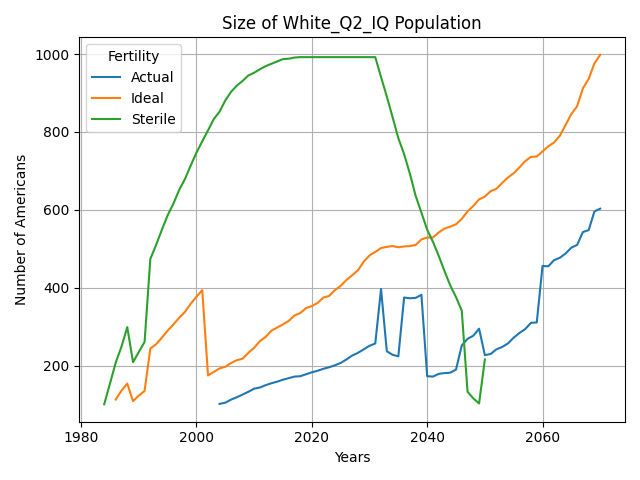 Size of White_Q2_IQ Population
Fertility
Actual
Ideal
Sterile
Number of Americans
1000
800
600
400
200
1980
2000
2020
2040
2060
Years